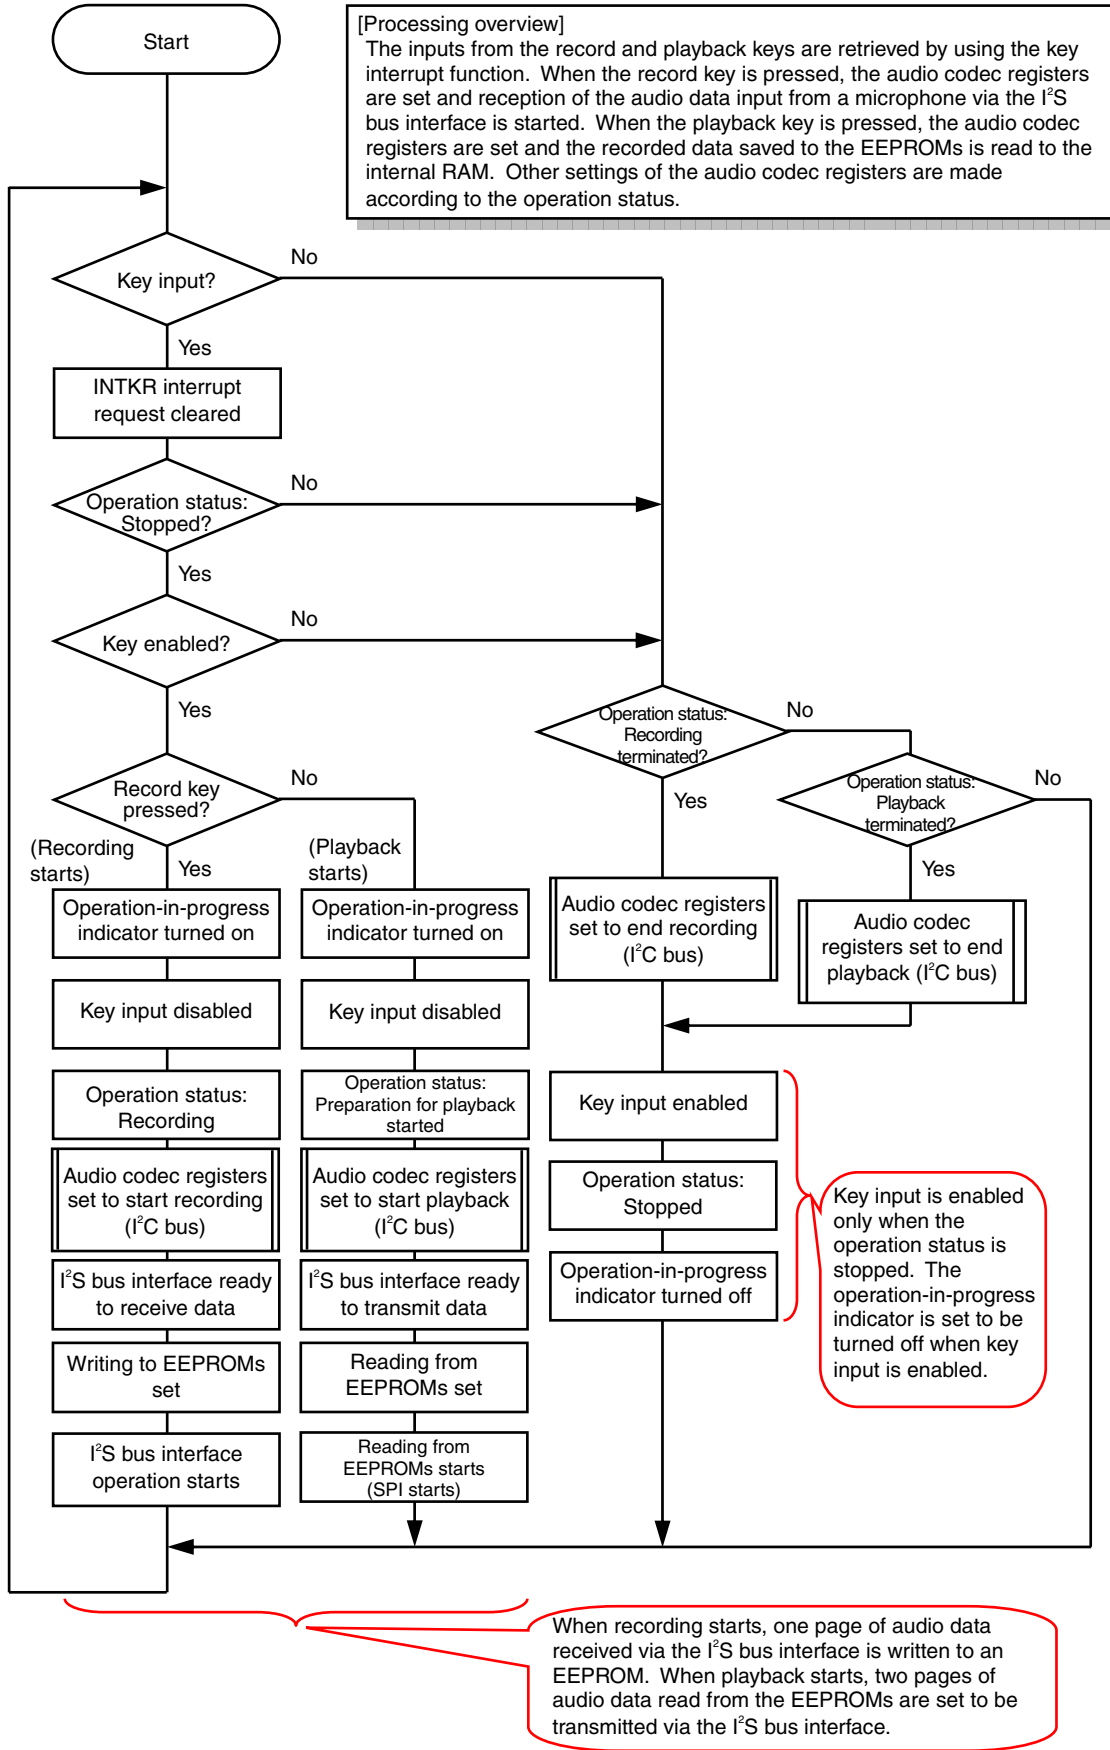 Start
[Processing overview]
The inputs from the record and playback keys are retrieved by using the key
interrupt function. When the record key is pressed, the audio codec registers
are set and reception of the audio data input from a microphone via the I²S
bus interface is started. When the playback key is pressed, the audio codec
registers are set and the recorded data saved to the EEPROMs is read to the
internal RAM. Other settings of the audio codec registers are made
according to the operation status.
Key input?
No
Yes
INTKR interrupt
request cleared
Operation status:
Stopped?
No
Yes
Key enabled?
No
Yes
Record key
pressed?
No
(Recording
starts)
Yes
(Playback
starts)
Operation-in-progress
indicator turned on
Key input disabled
Operation status:
Recording
Audio codec registers
set to start recording
(I²C bus)
I²S bus interface ready
to receive data
Writing to EEPROMs
set
I²S bus interface
operation starts
Operation-in-progress
indicator turned on
Key input disabled
Operation status:
Preparation for playback
started
Audio codec registers
set to start playback
(I²C bus)
I²S bus interface ready
to transmit data
Reading from
EEPROMs set
Reading from
EEPROMs starts
(SPI starts)
Operation status:
Recording
terminated?
No
Yes
Operation status:
Playback
terminated?
No
Yes
Audio codec registers
set to end recording
(I²C bus)
Audio codec
registers set to end
playback (I²C bus)
Key input enabled
Operation status:
Stopped
Operation-in-progress
indicator turned off
Key input is enabled
only when the
operation status is
stopped. The
operation-in-progress
indicator is set to be
turned off when key
input is enabled.
When recording starts, one page of audio data
received via the I²S bus interface is written to an
EEPROM. When playback starts, two pages of
audio data read from the EEPROMs are set to be
transmitted via the I²S bus interface.